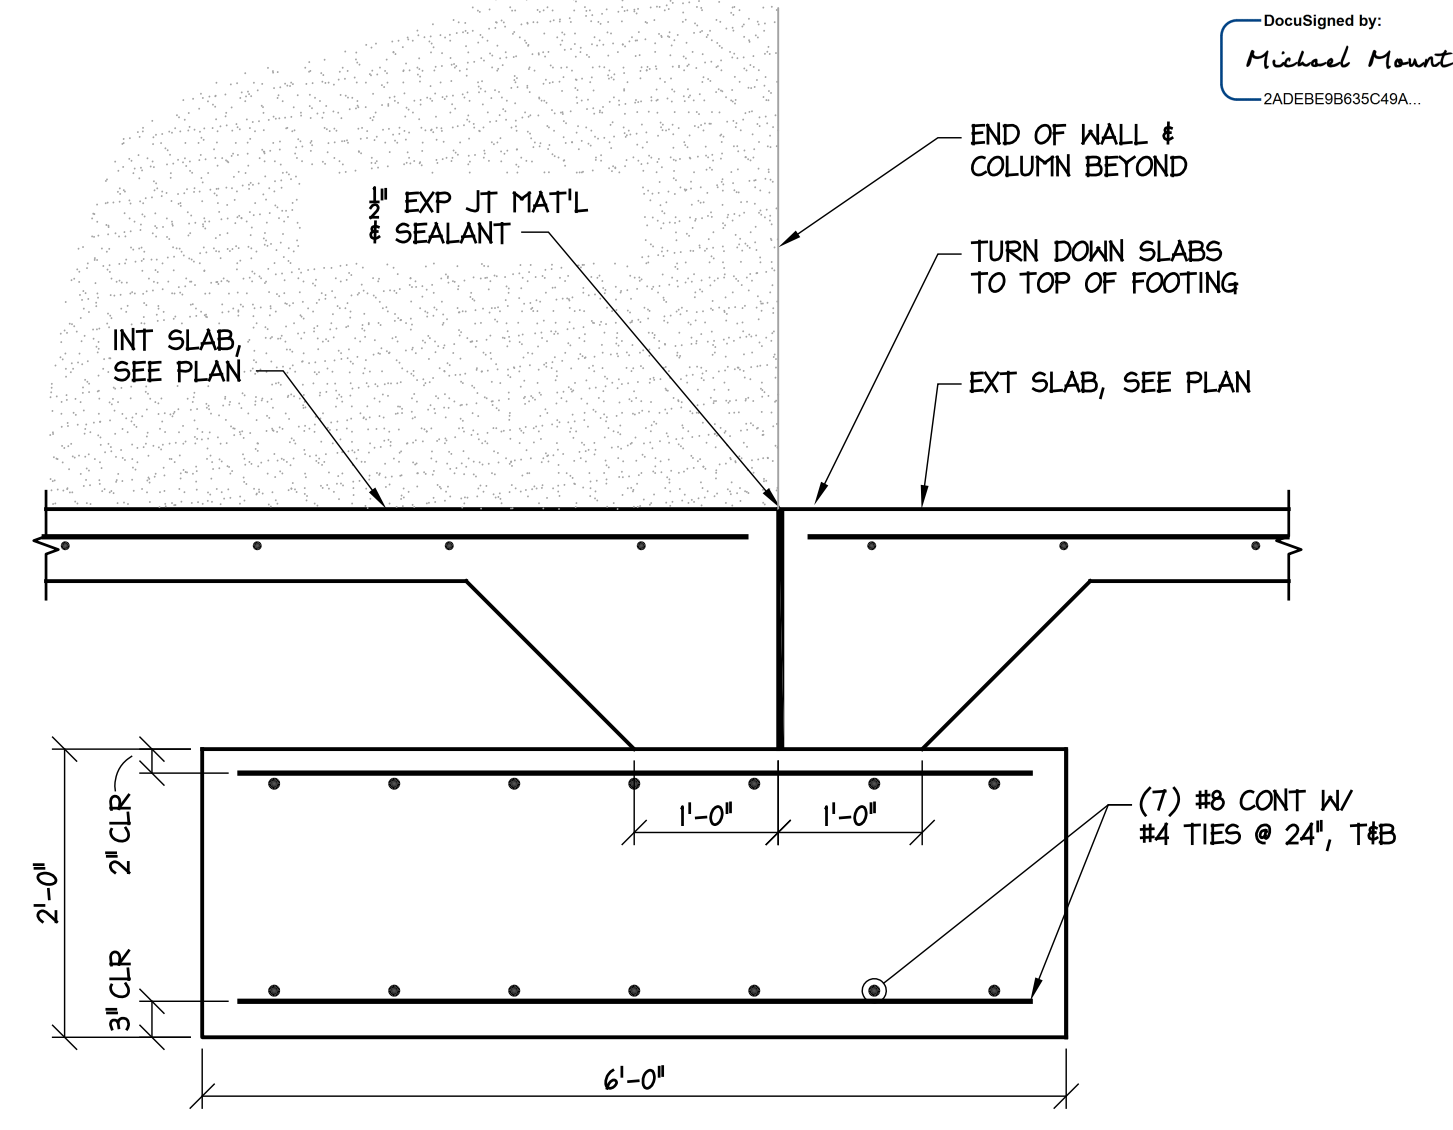 DocuSigned by:
Michael Mount
2ADEBE9B635C49A...
END OF WALL &
COLUMN BEYOND
½" EXP JT MAT'L
& SEALANT
TURN DOWN SLABS
TO TOP OF FOOTING
INT SLAB,
SEE PLAN
EXT SLAB, SEE PLAN
2" CLR
1'-0"
1'-0"
(7) #8 CONT W/
#4 TIES @ 24", T&B
2'-0"
3" CLR
6'-0"